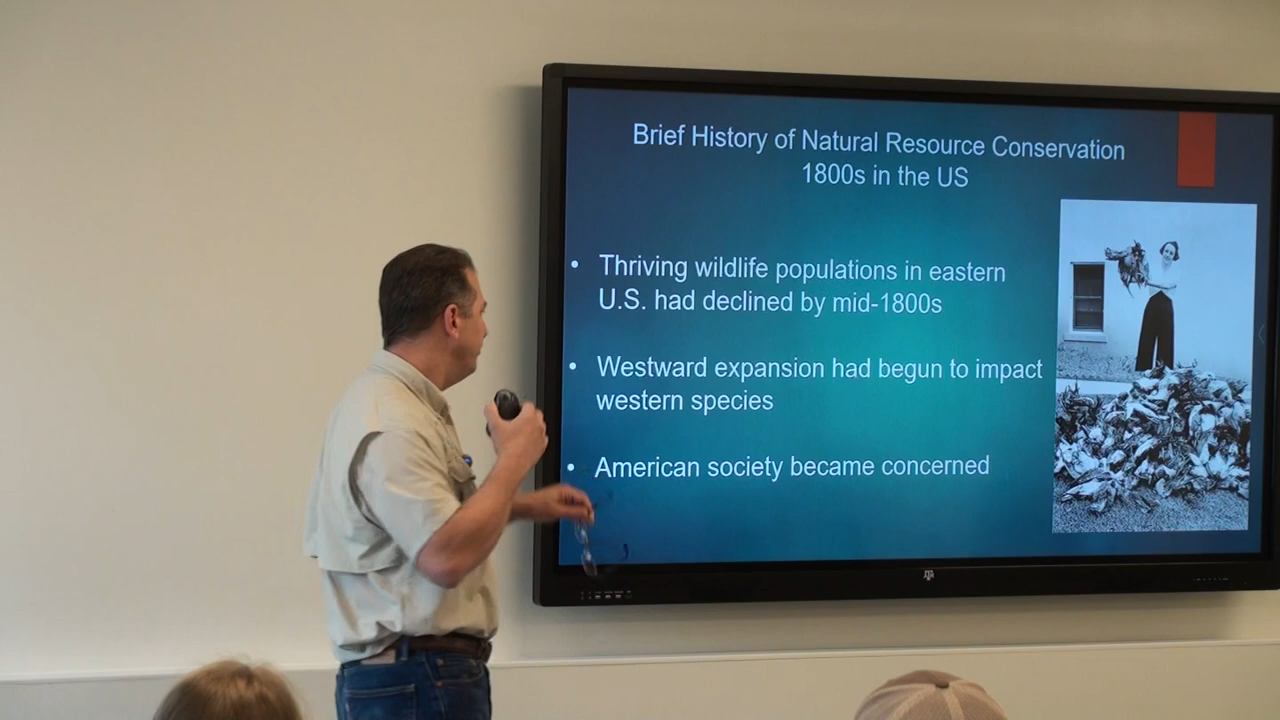 Brief History of Natural Resource Conservation
1800s in the US
• Thriving wildlife populations in eastern
U.S. had declined by mid-1800s
• Westward expansion had begun to impact
western species
• American society became concerned